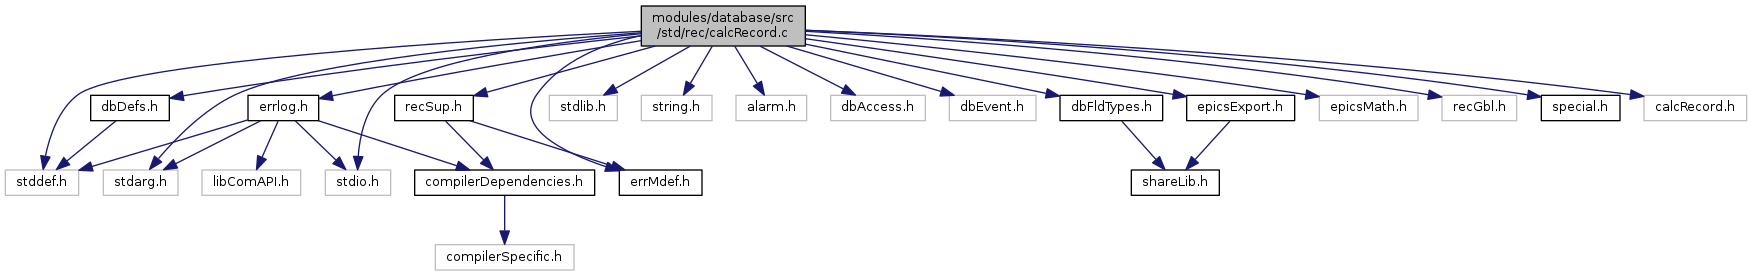 modules/database/src
/std/rec/calcRecord.c
dbDefs.h
errlog.h
recSup.h
stdlib.h
string.h
alarm.h
dbAccess.h
dbEvent.h
dbFldTypes.h
epicsExport.h
epicsMath.h
recGbl.h
special.h
calcRecord.h
stddef.h
stdarg.h
libComAPI.h
stdio.h
compilerDependencies.h
errMdef.h
shareLib.h
compilerSpecific.h